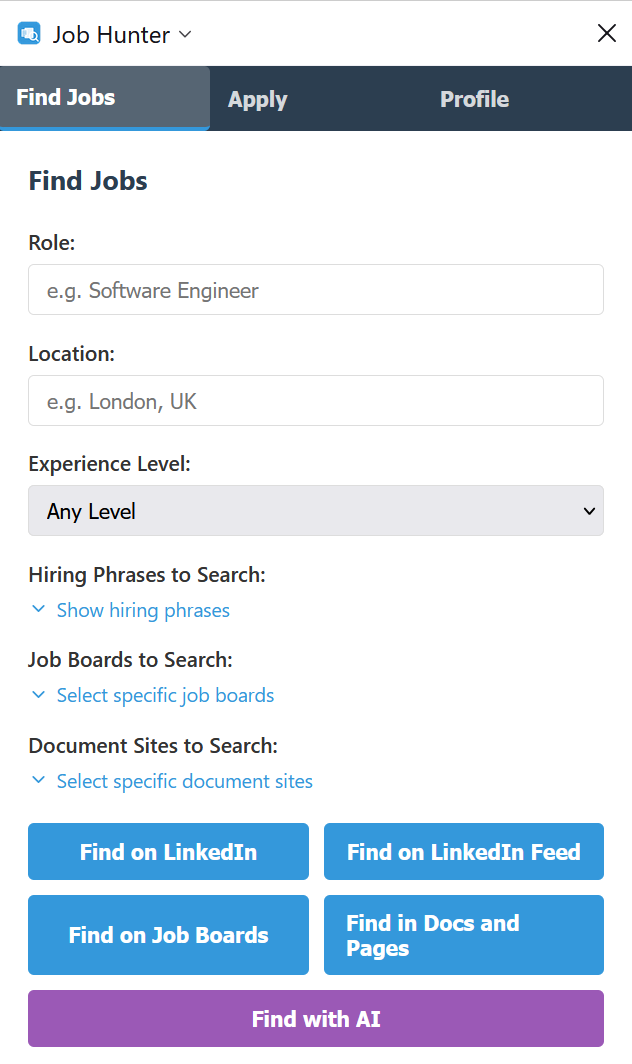 Job Hunter
Find Jobs
Apply
Profile
Find Jobs
Role:
e.g. Software Engineer
Location:
e.g. London, UK
Experience Level:
Any Level
Hiring Phrases to Search:
Show hiring phrases
Job Boards to Search:
Select specific job boards
Document Sites to Search:
Select specific document sites
Find on LinkedIn
Find on LinkedIn Feed
Find on Job Boards
Find in Docs and
Pages
Find with AI